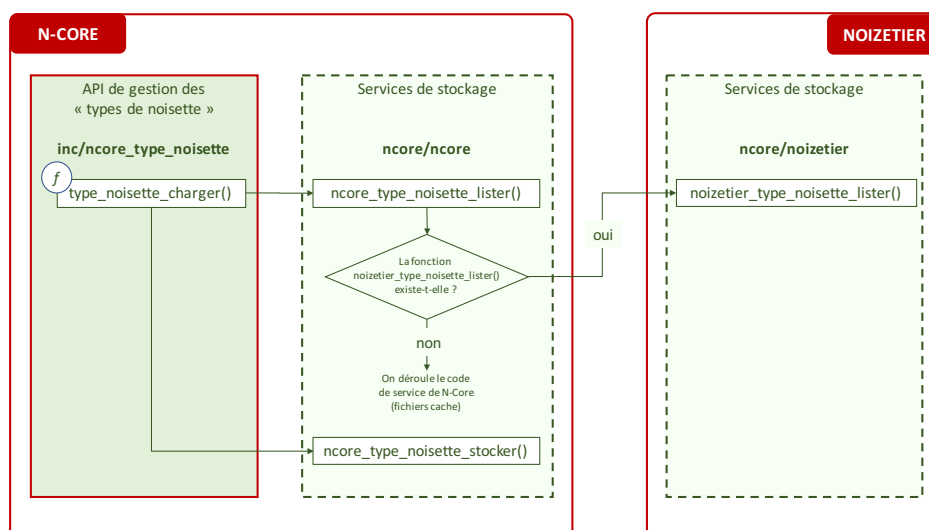 N-CORE
NOIZETIER
API de gestion des
« types de noisette »
inc/ncore_type_noisette
f
type_noisette_charger()
Services de stockage
ncore/ncore
ncore_type_noisette_lister()
La fonction
noizetier_type_noisette_lister()
existe-t-elle ?
oui
non
On déroule le code
de service de N-Core
(fichiers cache)
ncore_type_noisette_stocker()
Services de stockage
ncore/noizetier
noizetier_type_noisette_lister()